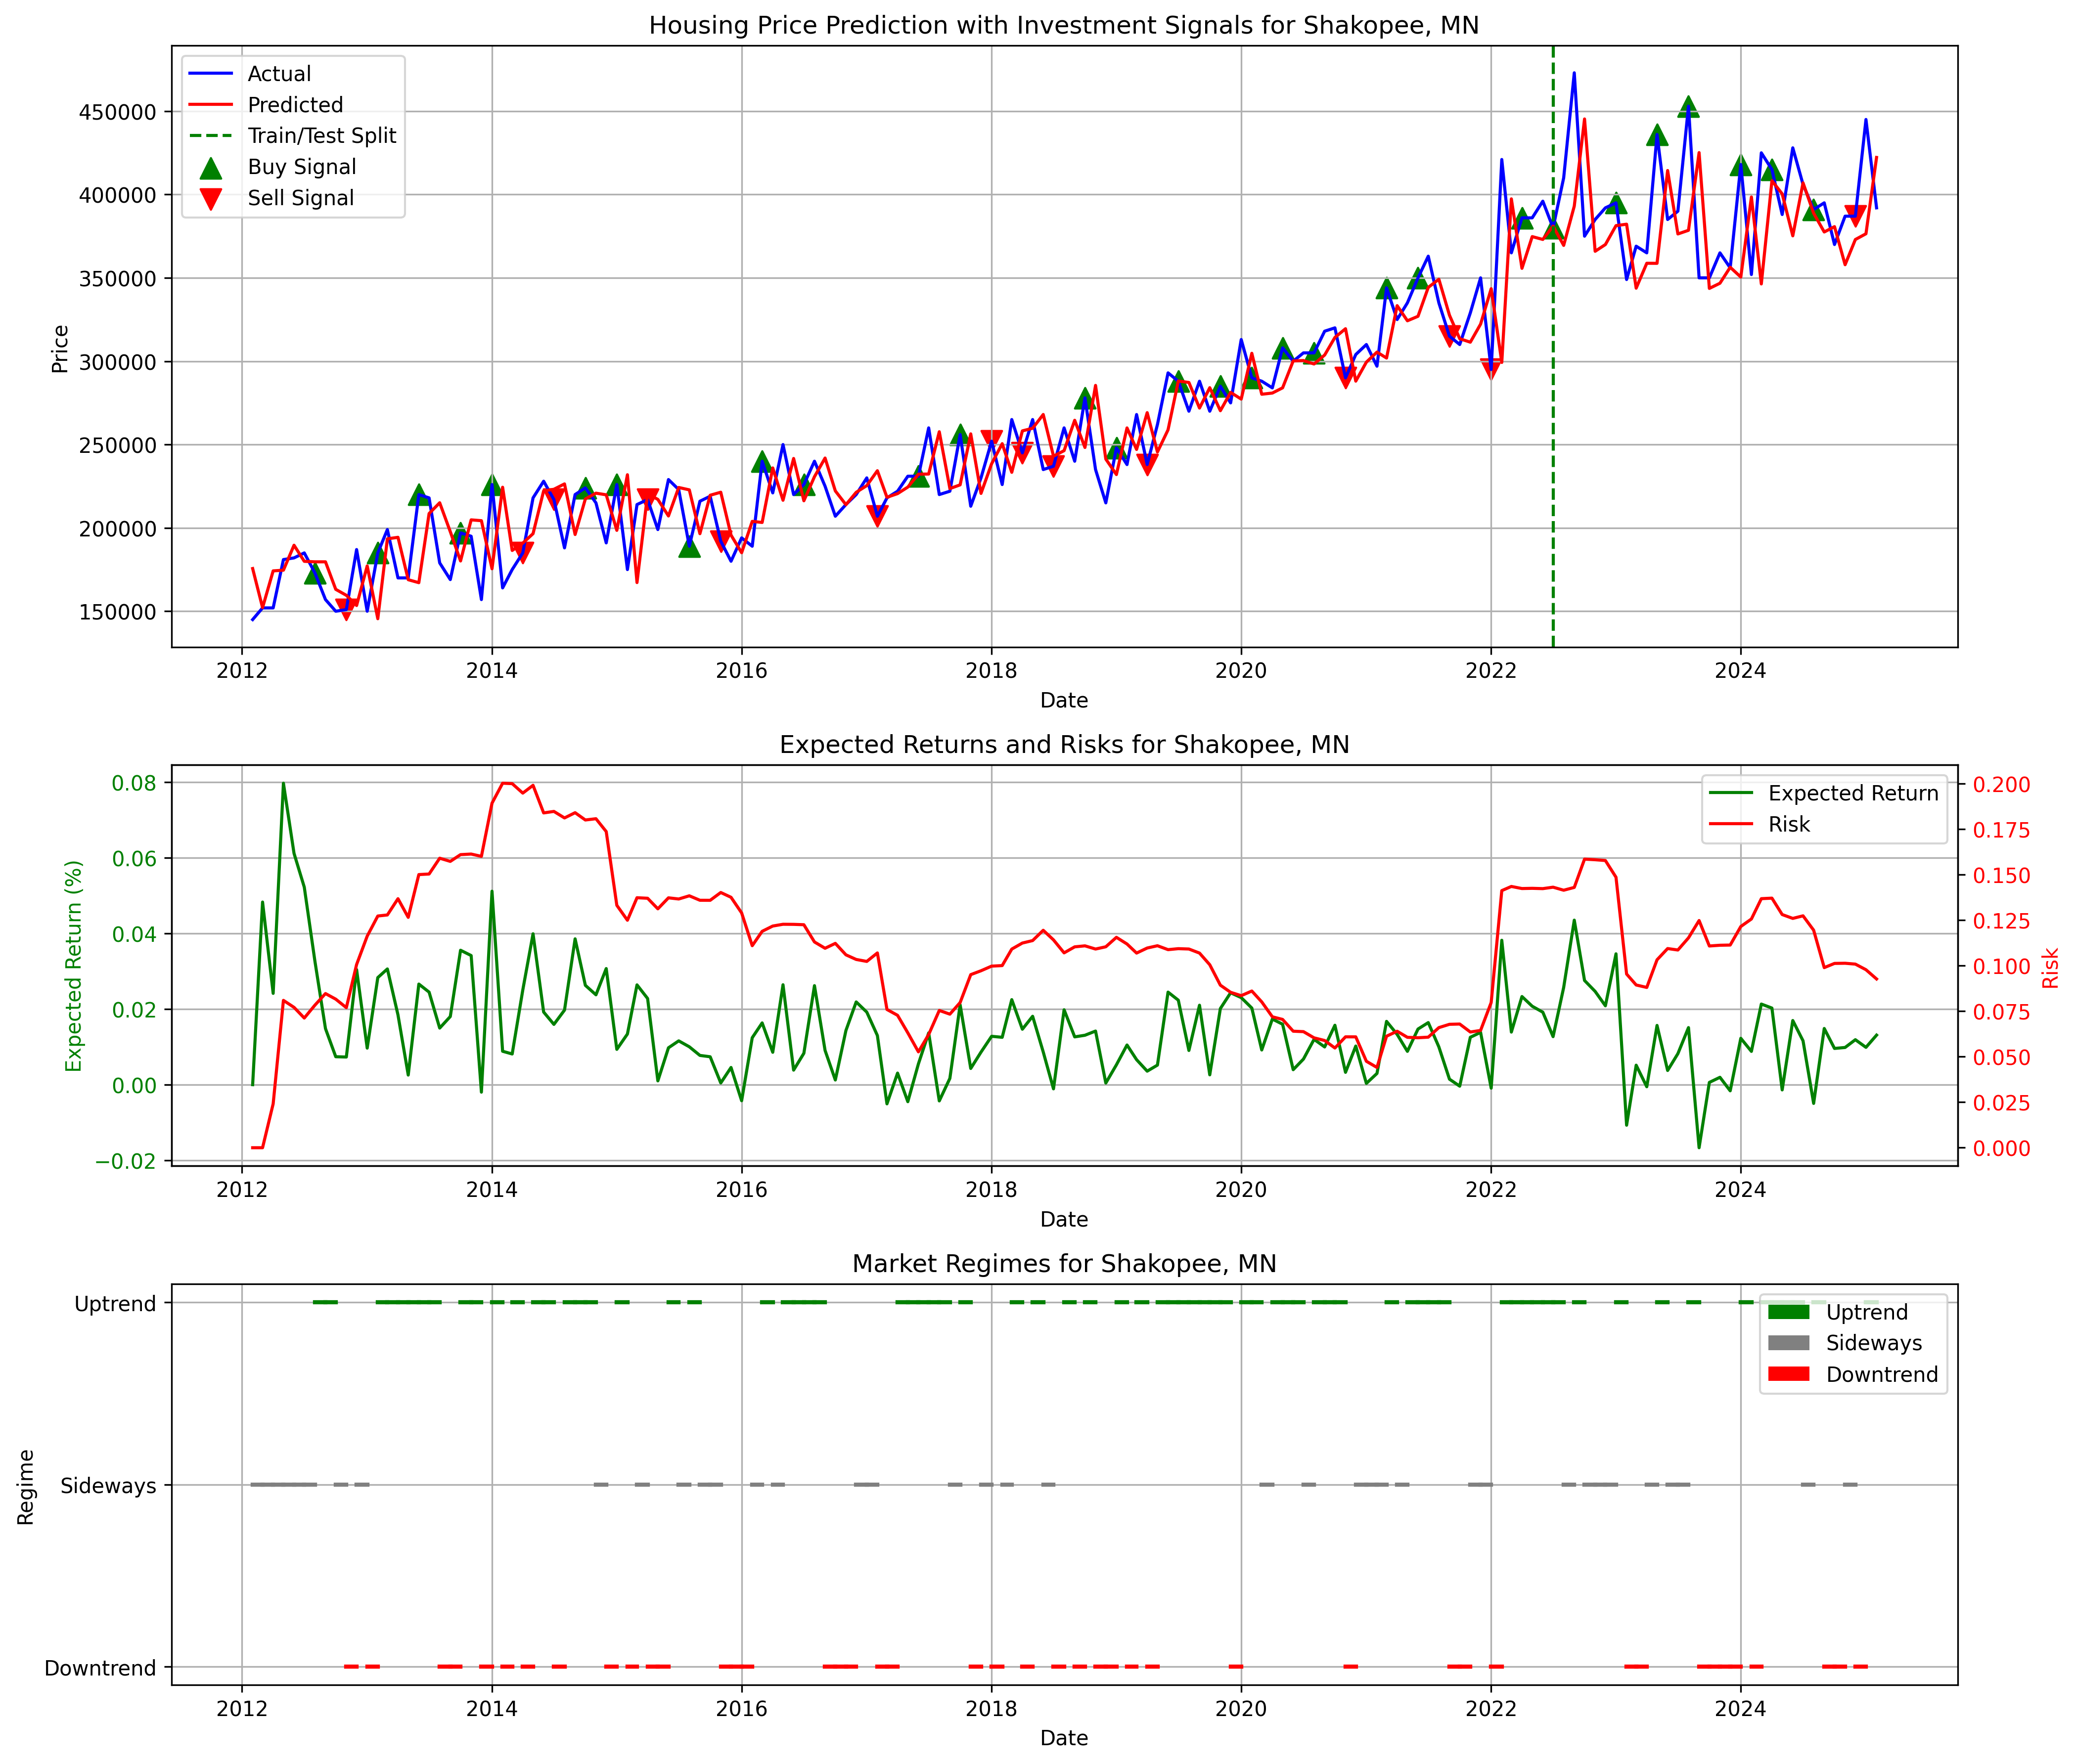 Housing Price Prediction with Investment Signals for Shakopee, MN
Actual
Predicted
Train/Test Split
Buy Signal
Sell Signal
Price
450000
400000
350000
300000
250000
200000
150000
2012 2014 2016 2018 2020 2022 2024
Date
Expected Returns and Risks for Shakopee, MN
Expected Return
Risk
Expected Return (%)
0.08
0.06
0.04
0.02
0.00
−0.02
0.200
0.175
0.150
0.125
0.100
0.075
0.050
0.025
0.000
Risk
2012 2014 2016 2018 2020 2022 2024
Date
Market Regimes for Shakopee, MN
Uptrend
Sideways
Downtrend
Regime
Uptrend
Sideways
Downtrend
2012 2014 2016 2018 2020 2022 2024
Date